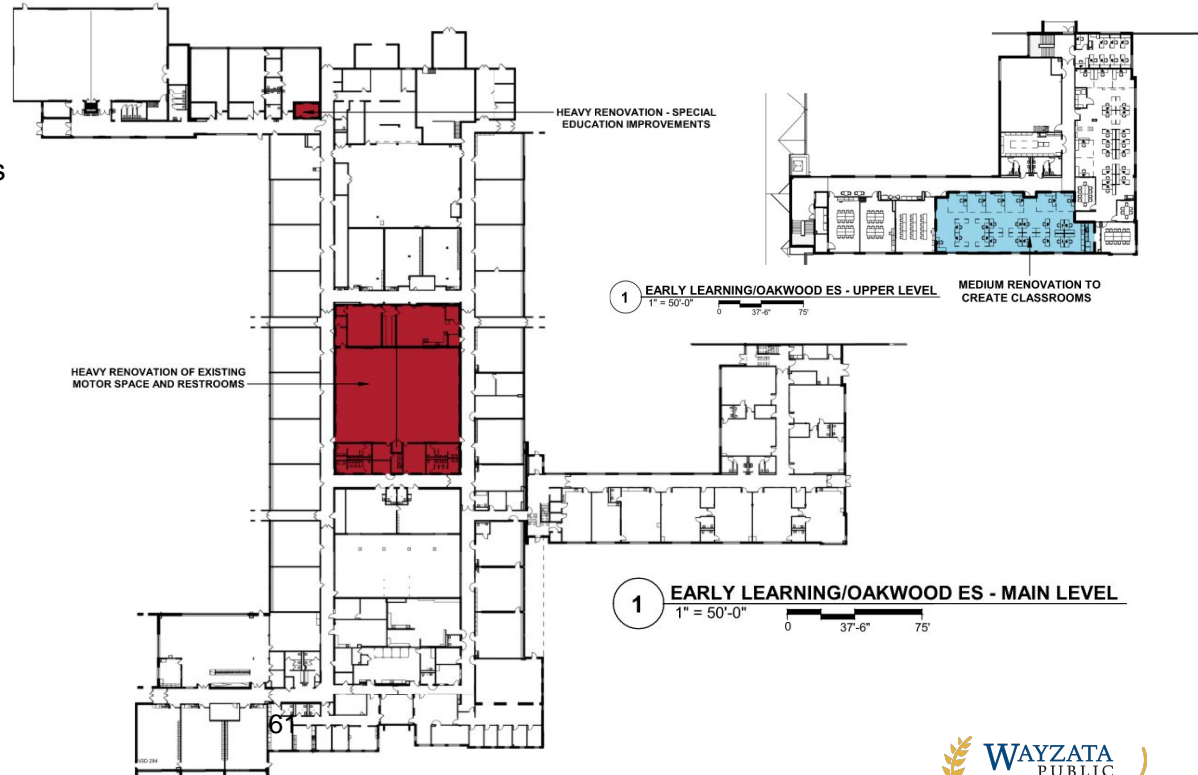 HEAVY RENOVATION - SPECIAL
EDUCATION IMPROVEMENTS
s
1
EARLY LEARNING/OAKWOOD ES - UPPER LEVEL
1" = 50'-0"
0 37'-6" 75'
MEDIUM RENOVATION TO
CREATE CLASSROOMS
HEAVY RENOVATION OF EXISTING
MOTOR SPACE AND RESTROOMS
1
EARLY LEARNING/OAKWOOD ES - MAIN LEVEL
1" = 50'-0"
0 37'-6" 75'
61
ISD 284
WAYZATA
PUBLIC